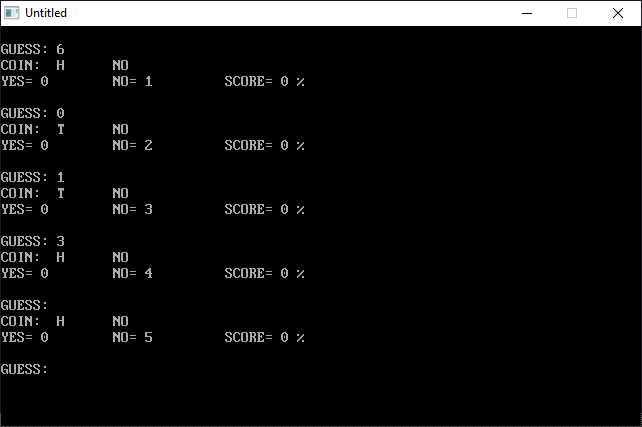 Untitled
GUESS: 6
COIN: H NO
YES= 0 NO= 1 SCORE= 0 %
GUESS: 0
COIN: T NO
YES= 0 NO= 2 SCORE= 0 %
GUESS: 1
COIN: T NO
YES= 0 NO= 3 SCORE= 0 %
GUESS: 3
COIN: H NO
YES= 0 NO= 4 SCORE= 0 %
GUESS:
COIN: H NO
YES= 0 NO= 5 SCORE= 0 %
GUESS: